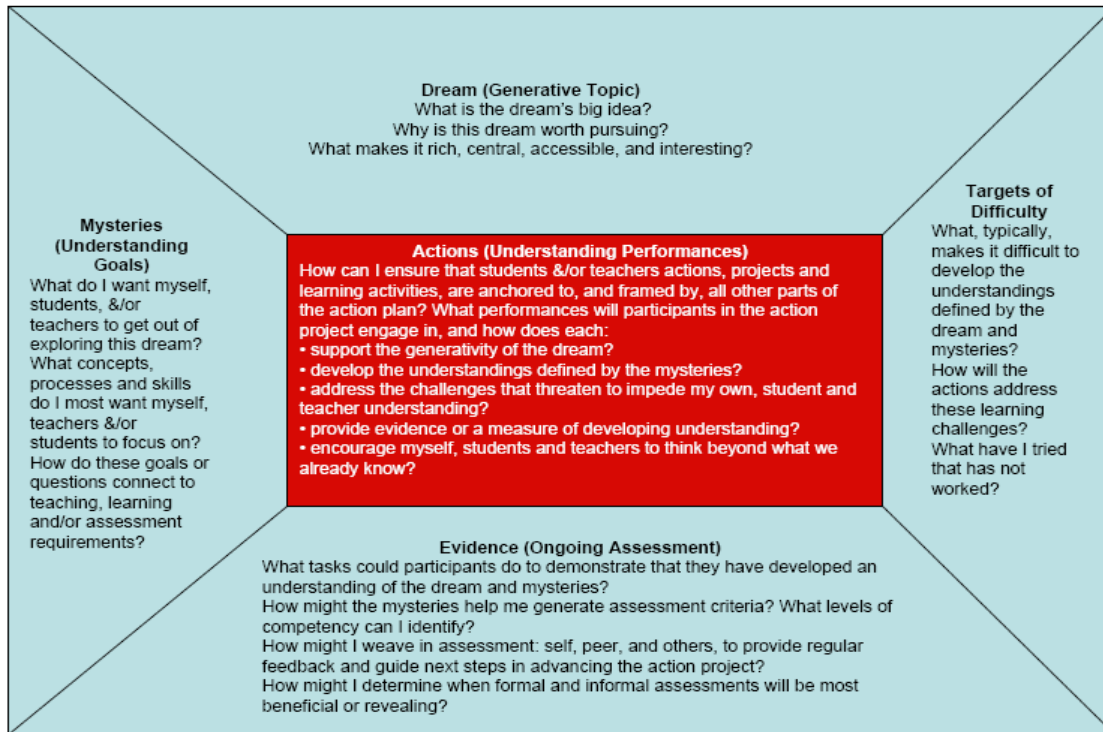 Dream (Generative Topic)
What is the dream's big idea?
Why is this dream worth pursuing?
What makes it rich, central, accessible, and interesting?
Mysteries
(Understanding
Goals)
What do I want myself,
students, &/or
teachers to get out of
exploring this dream?
What concepts,
processes and skills
do I most want myself,
teachers &/or
students to focus on?
How do these goals or
questions connect to
teaching, learning
and/or assessment
requirements?
Actions (Understanding Performances)
How can I ensure that students &/or teachers actions, projects and
learning activities, are anchored to, and framed by, all other parts of
the action plan? What performances will participants in the action
project engage in, and how does each:
• support the generativity of the dream?
• develop the understandings defined by the mysteries?
• address the challenges that threaten to impede my own, student and
teacher understanding?
• provide evidence or a measure of developing understanding?
• encourage myself, students and teachers to think beyond what we
already know?
Targets of
Difficulty
What, typically,
makes it difficult to
develop the
understandings
defined by the
dream and
mysteries?
How will the
actions address
these learning
challenges?
What have I tried
that has not
worked?
Evidence (Ongoing Assessment)
What tasks could participants do to demonstrate that they have developed an
understanding of the dream and mysteries?
How might the mysteries help me generate assessment criteria? What levels of
competency can I identify?
How might I weave in assessment: self, peer, and others, to provide regular
feedback and guide next steps in advancing the action project?
How might I determine when formal and informal assessments will be most
beneficial or revealing?